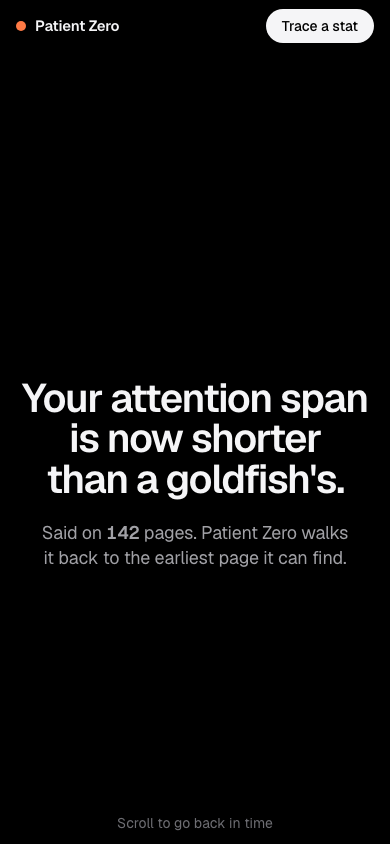 Patient Zero
Trace a stat
Your attention span
is now shorter
than a goldfish's.
Said on 142 pages. Patient Zero walks
it back to the earliest page it can find.
Scroll to go back in time